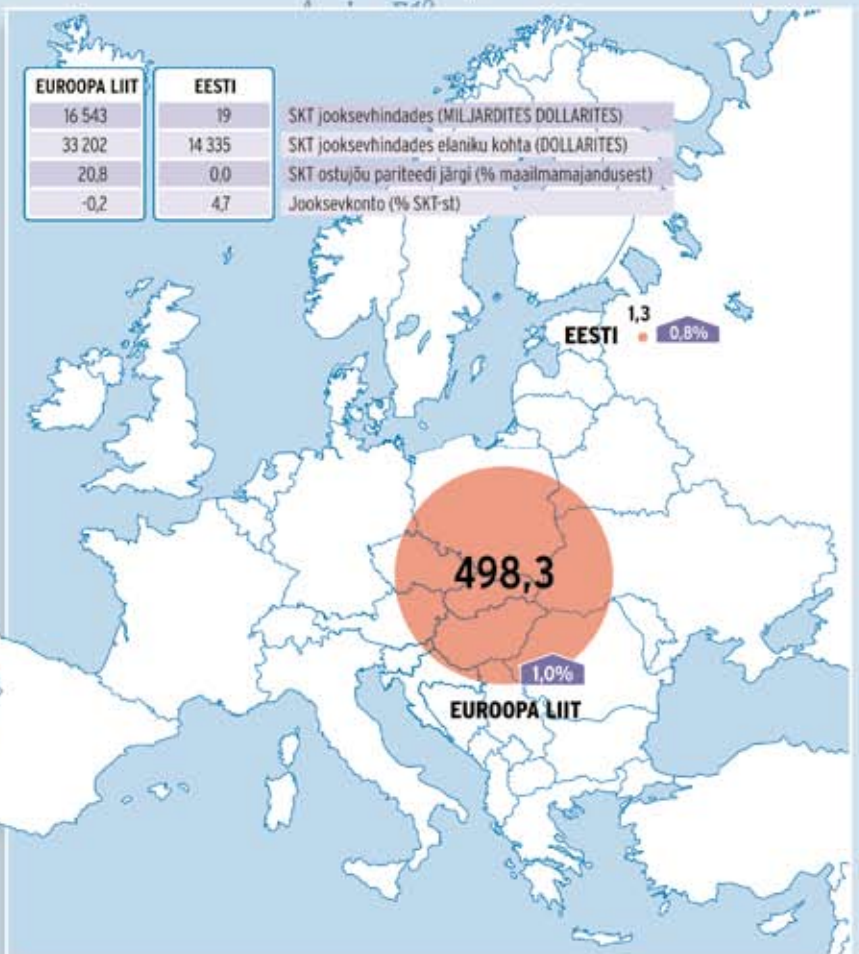 EUROOPA LIIT EESTI
16 543 19 SKT jooksevhindades (MILJARDITES DOLLARITES)
33 202 14 335 SKT jooksevhindades elaniku kohta (DOLLARITES)
20,8 0,0 SKT ostujõu pariteedi järgi (% maailmamajandusest)
-0,2 4,7 Jooksevkonto (% SKT-st)
1,3
EESTI 0,8%
498,3
1,0%
EUROOPA LIIT